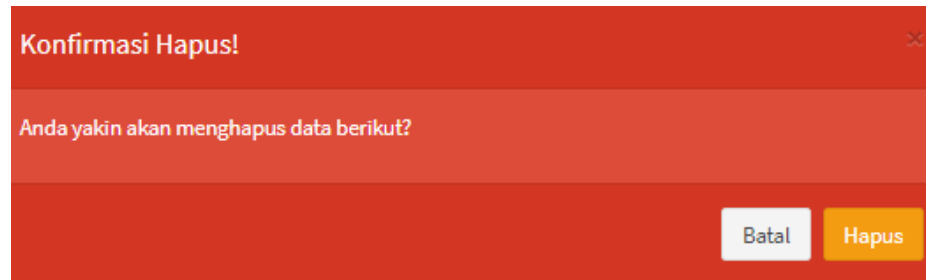 Konfirmasi Hapus!
Anda yakin akan menghapus data berikut?
Batal Hapus